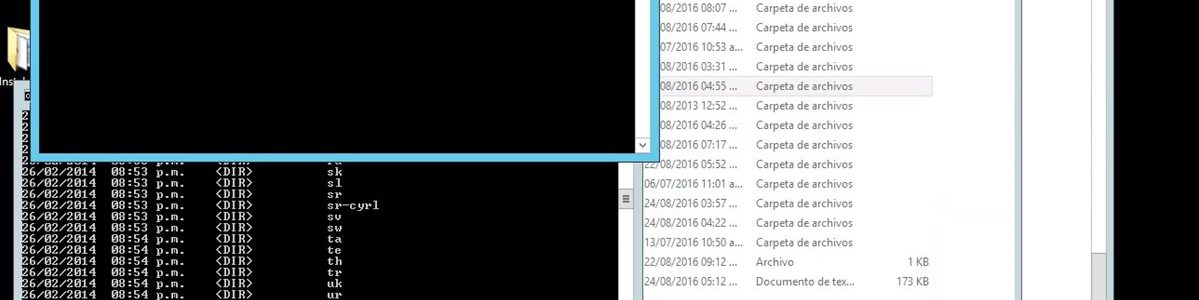 Inst
26/02/2014 08:53 p.m. <DIR> sk
26/02/2014 08:53 p.m. <DIR> sl
26/02/2014 08:53 p.m. <DIR> sr
26/02/2014 08:53 p.m. <DIR> sr-cyrl
26/02/2014 08:53 p.m. <DIR> sv
26/02/2014 08:53 p.m. <DIR> sw
26/02/2014 08:54 p.m. <DIR> ta
26/02/2014 08:54 p.m. <DIR> te
26/02/2014 08:54 p.m. <DIR> th
26/02/2014 08:54 p.m. <DIR> tr
26/02/2014 08:54 p.m. <DIR> uk
26/02/2014 08:54 p.m. <DIR> ur
08/2016 08:07 ... Carpeta de archivos
08/2016 07:44 ... Carpeta de archivos
07/2016 10:53 a... Carpeta de archivos
08/2016 03:31 ... Carpeta de archivos
08/2016 04:55 ... Carpeta de archivos
08/2013 12:52 ... Carpeta de archivos
08/2016 04:26 ... Carpeta de archivos
08/2016 07:17 ... Carpeta de archivos
22/08/2016 05:52 ... Carpeta de archivos
06/07/2016 11:01 a... Carpeta de archivos
24/08/2016 03:57 ... Carpeta de archivos
24/08/2016 04:22 ... Carpeta de archivos
13/07/2016 10:50 a... Carpeta de archivos
22/08/2016 09:12 ... Archivo 1 KB
24/08/2016 05:12 ... Documento de tex... 173 KB